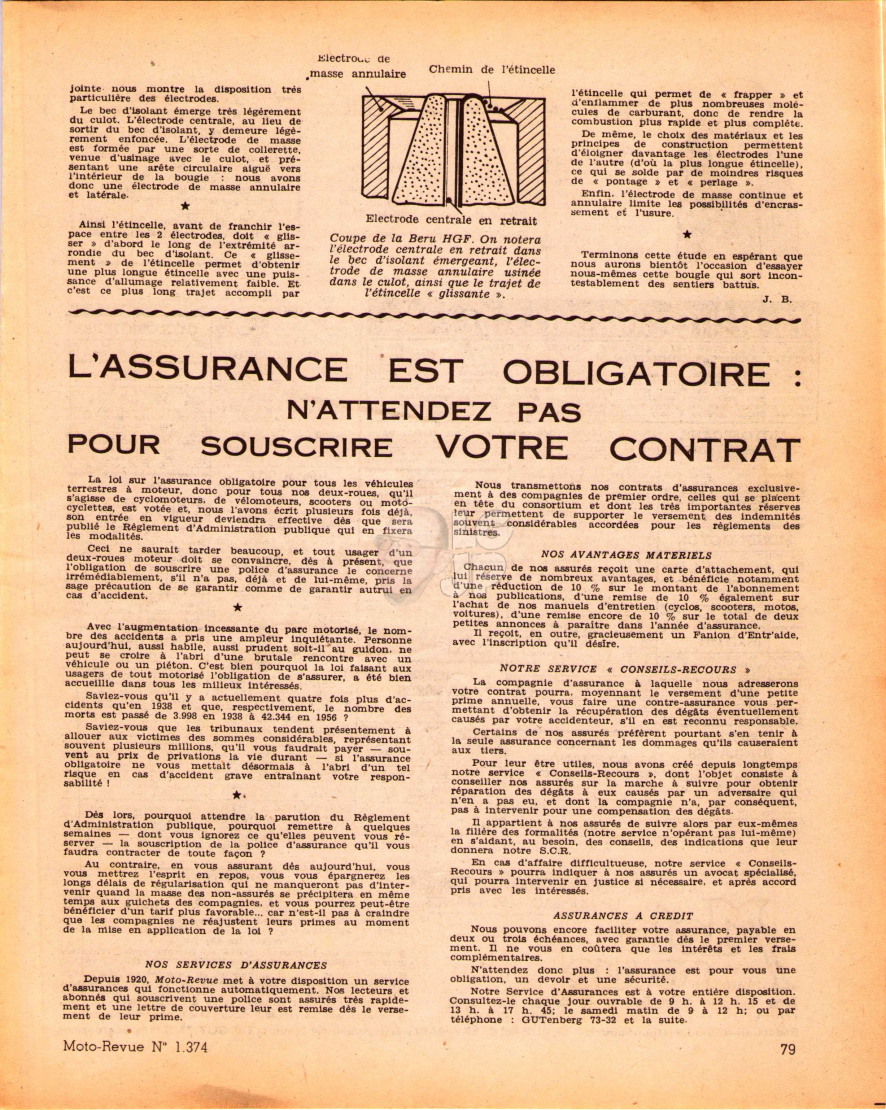 jointe nous montre la disposition très
particulière des électrodes.
Le bec d'isolant émerge très légèrement
du culot. L'électrode centrale, au lieu de
sortir du bec d'isolant, y demeure légè-
rement enfoncée. L'électrode de masse
est formée par une sorte de collerette,
venue d'usinage avec le culot, et pré-
sentant une arête circulaire aiguë vers
l'intérieur de la bougie : nous avons
donc une électrode de masse annulaire
et latérale.
★
Ainsi l'étincelle, avant de franchir l'es-
pace entre les 2 électrodes, doit « glis-
ser » d'abord le long de l'extrémité ar-
rondie du bec d'isolant. Ce « glisse-
ment » de l'étincelle permet d'obtenir
une plus longue étincelle avec une puis-
sance d'allumage relativement faible. Et
c'est ce plus long trajet accompli par
Electrode de
masse annulaire
Chemin de l'étincelle
Electrode centrale en retrait
Coupe de la Beru HGF. On notera
l'électrode centrale en retrait dans
le bec d'isolant émergeant, l'élec-
trode de masse annulaire usinée
dans le culot, ainsi que le trajet de
l'étincelle « glissante ».
l'étincelle qui permet de « frapper » et
d'enflammer de plus nombreuses molé-
cules de carburant, donc de rendre la
combustion plus rapide et plus complète.
De même, le choix des matériaux et les
principes de construction permettent
d'éloigner davantage les électrodes l'une
de l'autre (d'où la plus longue étincelle),
ce qui se solde par de moindres risques
de « pontage » et « perlage ».
Enfin, l'électrode de masse continue et
annulaire limite les possibilités d'encras-
sement et l'usure.
★
Terminons cette étude en espérant que
nous aurons bientôt l'occasion d'essayer
nous-mêmes cette bougie qui sort incon-
testablement des sentiers battus.
J. B.
L'ASSURANCE EST OBLIGATOIRE :
N'ATTENDEZ PAS
POUR SOUSCRIRE VOTRE CONTRAT
La loi sur l'assurance obligatoire pour tous les véhicules
terrestres à moteur, donc pour tous nos deux-roues, qu'il
s'agisse de cyclomoteurs, de vélomoteurs, scooters ou moto-
cyclettes, est votée et, nous l'avons écrit plusieurs fois déjà,
son entrée en vigueur deviendra effective dès que sera
publié le Règlement d'Administration publique qui en fixera
les modalités.
Ceci ne saurait tarder beaucoup, et tout usager d'un
deux-roues moteur doit se convaincre, dès à présent, que
l'obligation de souscrire une police d'assurance le concerne
irrémédiablement, s'il n'a pas, déjà et de lui-même, pris la
sage précaution de se garantir comme de garantir autrui en
cas d'accident.
★
Avec l'augmentation incessante du parc motorisé, le nom-
bre des accidents a pris une ampleur inquiétante. Personne
aujourd'hui, aussi habile, aussi prudent soit-il au guidon, ne
peut se croire à l'abri d'une brutale rencontre avec un
véhicule ou un piéton. C'est bien pourquoi la loi faisant aux
usagers de tout motorisé l'obligation de s'assurer, a été bien
accueillie dans tous les milieux intéressés.
Saviez-vous qu'il y a actuellement quatre fois plus d'ac-
cidents qu'en 1938 et que, respectivement, le nombre des
morts est passé de 3.998 en 1938 à 42.344 en 1956 ?
Saviez-vous que les tribunaux tendent présentement à
allouer aux victimes des sommes considérables, représentant
souvent plusieurs millions, qu'il vous faudrait payer — sou-
vent au prix de privations la vie durant — si l'assurance
obligatoire ne vous mettait désormais à l'abri d'un tel
risque en cas d'accident grave entraînant votre respon-
sabilité !
★
Dès lors, pourquoi attendre la parution du Règlement
d'Administration publique, pourquoi remettre à quelques
semaines — dont vous ignorez ce qu'elles peuvent vous ré-
server — la souscription de la police d'assurance qu'il vous
faudra contracter de toute façon ?
Au contraire, en vous assurant dès aujourd'hui, vous
vous mettrez l'esprit en repos, vous vous épargnerez les
longs délais de régularisation qui ne manqueront pas d'inter-
venir quand la masse des non-assurés se précipitera en même
temps aux guichets des compagnies, et vous pourrez peut-être
bénéficier d'un tarif plus favorable... car n'est-il pas à craindre
que les compagnies ne réajustent leurs primes au moment
de la mise en application de la loi ?
NOS SERVICES D'ASSURANCES
Depuis 1920, Moto-Revue met à votre disposition un service
d'assurances qui fonctionne automatiquement. Nos lecteurs et
abonnés qui souscrivent une police sont assurés très rapide-
ment et une lettre de couverture leur est remise dès le verse-
ment de leur prime.
Nous transmettons nos contrats d'assurances exclusive-
ment à des compagnies de premier ordre, celles qui se placent
en tête du consortium et dont les très importantes réserves
leur permettent de supporter le versement des indemnités
souvent considérables accordées pour les règlements des
sinistres.
NOS AVANTAGES MATERIELS
Chacun de nos assurés reçoit une carte d'attachement, qui
lui réserve de nombreux avantages, et bénéficie notamment
d'une réduction de 10 % sur le montant de l'abonnement
à nos publications, d'une remise de 10 % également sur
l'achat de nos manuels d'entretien (cyclos, scooters, motos,
voitures), d'une remise encore de 10 % sur le total de deux
petites annonces à paraître dans l'année d'assurance.
Il reçoit, en outre, gracieusement un Fanion d'Entr'aide,
avec l'inscription qu'il désire.
NOTRE SERVICE « CONSEILS-RECOURS »
La compagnie d'assurance à laquelle nous adresserons
votre contrat pourra, moyennant le versement d'une petite
prime annuelle, vous faire une contre-assurance vous per-
mettant d'obtenir la récupération des dégâts éventuellement
causés par votre accidenteur, s'il en est reconnu responsable.
Certains de nos assurés préfèrent pourtant s'en tenir à
la seule assurance concernant les dommages qu'ils causeraient
aux tiers.
Pour leur être utiles, nous avons créé depuis longtemps
notre service « Conseils-Recours », dont l'objet consiste à
conseiller nos assurés sur la marche à suivre pour obtenir
réparation des dégâts à eux causés par un adversaire qui
n'en a pas eu, et dont la compagnie n'a, par conséquent,
pas à intervenir pour une compensation des dégâts.
Il appartient à nos assurés de suivre alors par eux-mêmes
la filière des formalités (notre service n'opérant pas lui-même)
en s'aidant, au besoin, des conseils, des indications que leur
donnera notre S.C.R.
En cas d'affaire difficultueuse, notre service « Conseils-
Recours » pourra indiquer à nos assurés un avocat spécialisé,
qui pourra intervenir en justice si nécessaire, et après accord
pris avec les intéressés.
ASSURANCES A CREDIT
Nous pouvons encore faciliter votre assurance, payable en
deux ou trois échéances, avec garantie dès le premier verse-
ment. Il ne vous en coûtera que les intérêts et les frais
complémentaires.
N'attendez donc plus : l'assurance est pour vous une
obligation, un devoir et une sécurité.
Notre Service d'Assurances est à votre entière disposition.
Consultez-le chaque jour ouvrable de 9 h. à 12 h. 15 et de
13 h. à 17 h. 45; le samedi matin de 9 à 12 h; ou par
téléphone : GUTenberg 73-32 et la suite.
Moto-Revue N° 1.374
79